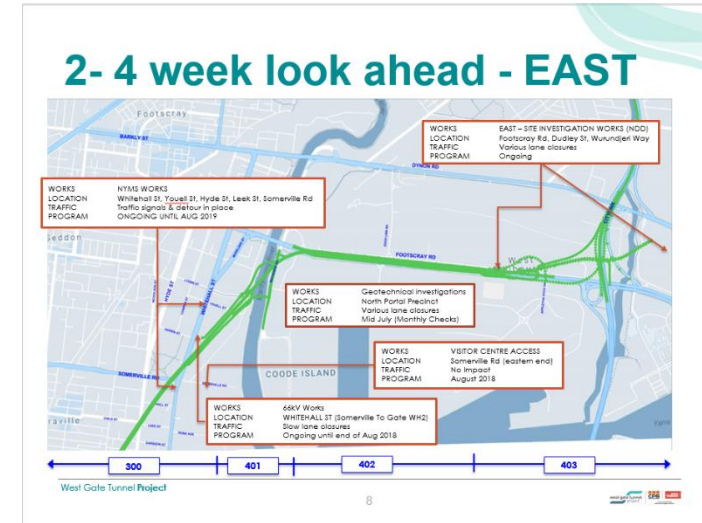 2- 4 week look ahead - EAST
Footscray
BARKLY ST
DYNON RD
WORKS EAST – SITE INVESTIGATION WORKS (NDD)
LOCATION Footscray Rd, Dudley St, Wurundjeri Way
TRAFFIC Various lane closures
PROGRAM Ongoing
WORKS NYMS WORKS
LOCATION Whitehall St, Youell St, Hyde St, Leek St, Somerville Rd
TRAFFIC Traffic signals & detour in place
PROGRAM ONGOING UNTIL AUG 2019
Seddon
FOOTSCRAY RD
West
HYDE ST
WHITEHALL ST
WORKS Geotechnical investigations
LOCATION North Portal Precinct
TRAFFIC Various lane closures
PROGRAM Mid July (Monthly Checks)
WORKS VISITOR CENTRE ACCESS
LOCATION Somerville Rd (eastern end)
TRAFFIC No Impact
PROGRAM August 2018
SOMERVILLE RD
COODE ISLAND
WORKS 66kV Works
LOCATION WHITEHALL ST (Somerville To Gate WH2)
TRAFFIC Slow lane closures
PROGRAM Ongoing until end of Aug 2018
300
401
402
403
West Gate Tunnel Project
8